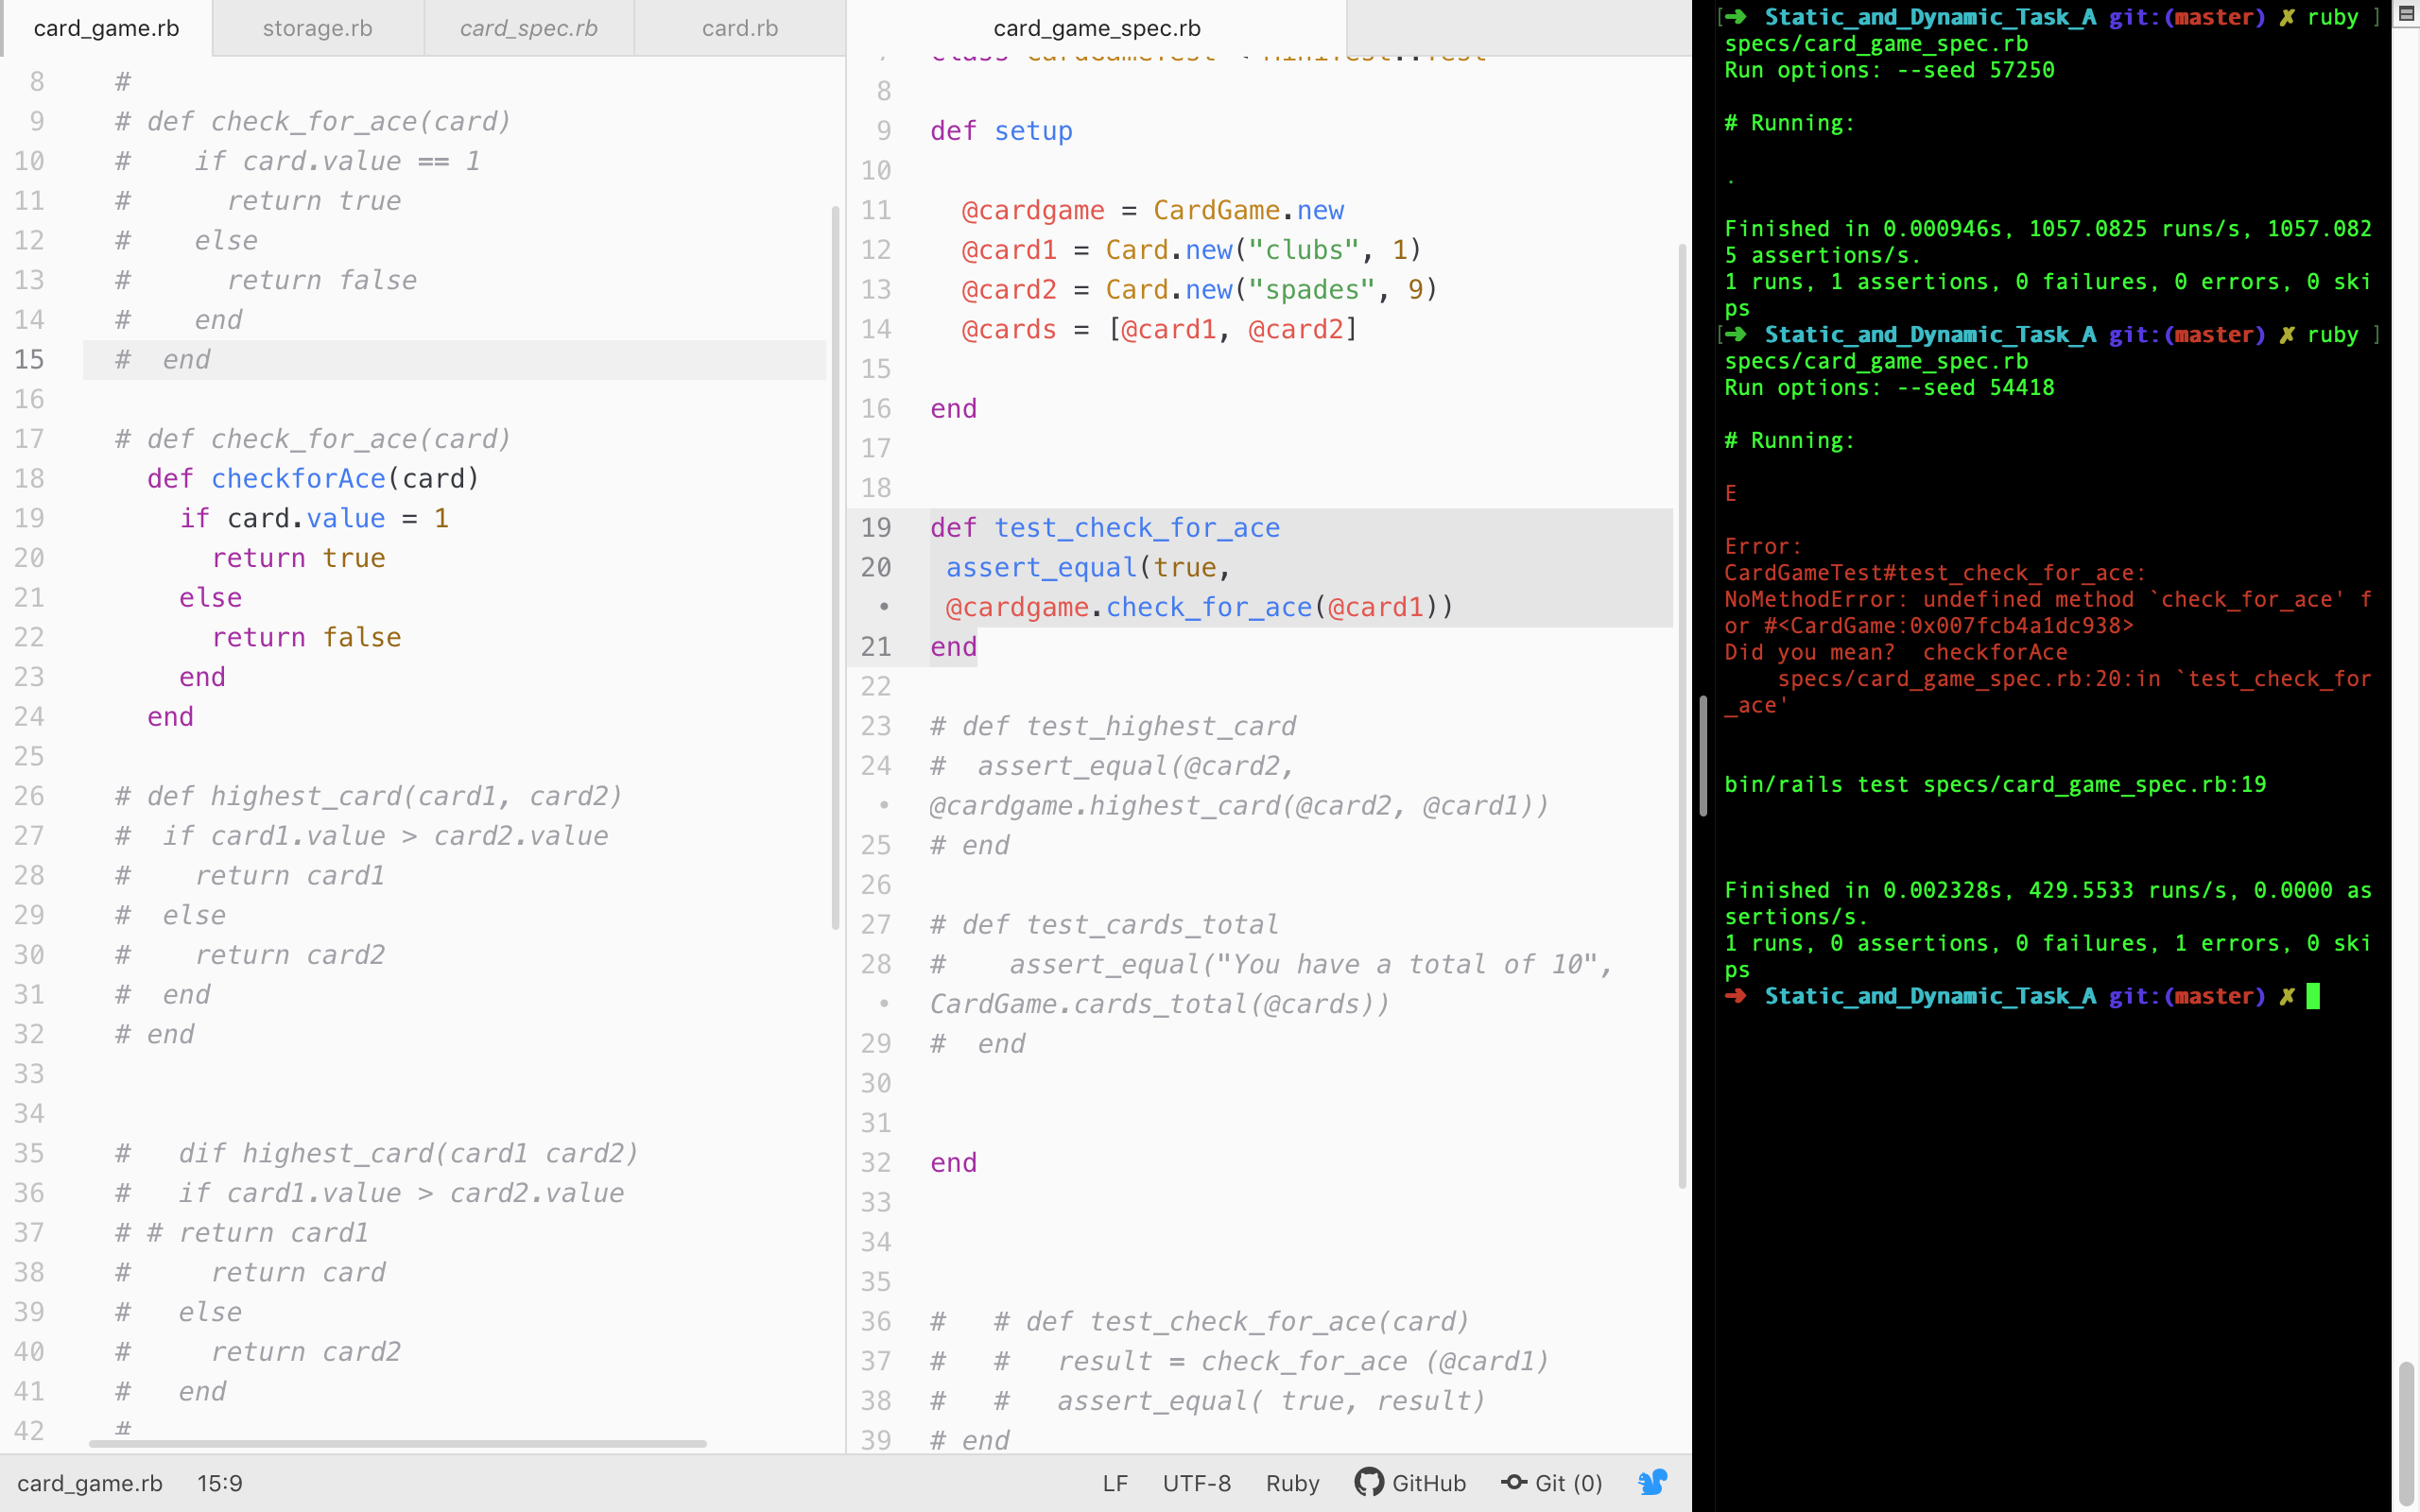 card_game.rb
storage.rb
card_spec.rb
card.rb
8 #
9 # def check_for_ace(card)
10 #    if card.value == 1
11 #      return true
12 #    else
13 #      return false
14 #    end
15 #  end
16
17 # def check_for_ace(card)
18   def checkforAce(card)
19     if card.value = 1
20       return true
21     else
22       return false
23     end
24   end
25
26 # def highest_card(card1, card2)
27 #  if card1.value > card2.value
28 #    return card1
29 #  else
30 #    return card2
31 #  end
32 # end
33
34
35 #   dif highest_card(card1 card2)
36 #   if card1.value > card2.value
37 # # return card1
38 #     return card
39 #   else
40 #     return card2
41 #   end
42 #
card_game_spec.rb
7 class CardGameTest < MiniTest::Test
8
9 def setup
10
11   @cardgame = CardGame.new
12   @card1 = Card.new("clubs", 1)
13   @card2 = Card.new("spades", 9)
14   @cards = [@card1, @card2]
15
16 end
17
18
19 def test_check_for_ace
20  assert_equal(true,
•  @cardgame.check_for_ace(@card1))
21 end
22
23 # def test_highest_card
24 #  assert_equal(@card2,
• @cardgame.highest_card(@card2, @card1))
25 # end
26
27 # def test_cards_total
28 #    assert_equal("You have a total of 10",
• CardGame.cards_total(@cards))
29 #  end
30
31
32 end
33
34
35
36 #   # def test_check_for_ace(card)
37 #   #   result = check_for_ace (@card1)
38 #   #   assert_equal( true, result)
39 # end
card_game.rb 15:9
LF UTF-8 Ruby GitHub Git (0)
[➜  Static_and_Dynamic_Task_A git:(master) ✗ ruby ]
specs/card_game_spec.rb
Run options: --seed 57250
# Running:
.
Finished in 0.000946s, 1057.0825 runs/s, 1057.082
5 assertions/s.
1 runs, 1 assertions, 0 failures, 0 errors, 0 ski
ps
[➜  Static_and_Dynamic_Task_A git:(master) ✗ ruby ]
specs/card_game_spec.rb
Run options: --seed 54418
# Running:
E
Error:
CardGameTest#test_check_for_ace:
NoMethodError: undefined method `check_for_ace' f
or #<CardGame:0x007fcb4a1dc938>
Did you mean?  checkforAce
    specs/card_game_spec.rb:20:in `test_check_for
_ace'
bin/rails test specs/card_game_spec.rb:19
Finished in 0.002328s, 429.5533 runs/s, 0.0000 as
sertions/s.
1 runs, 0 assertions, 0 failures, 1 errors, 0 ski
ps
➜  Static_and_Dynamic_Task_A git:(master) ✗